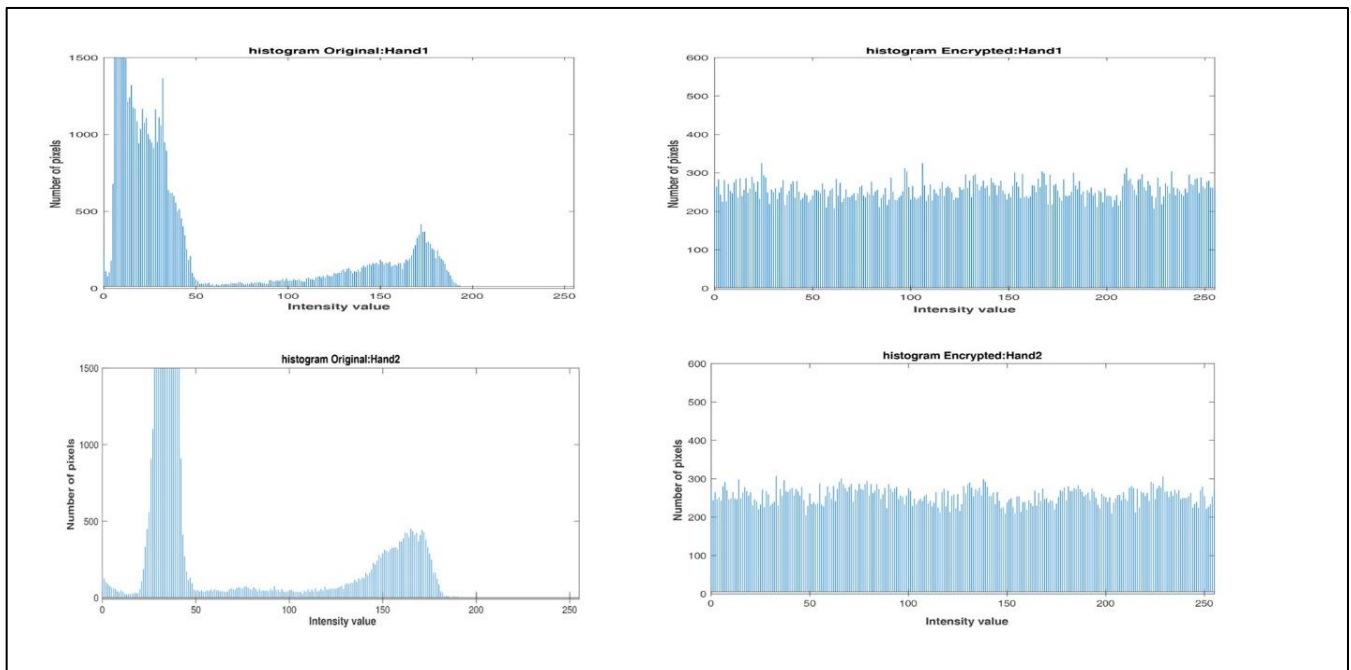 histogram Original:Hand1
1500
1000
500
0
Number of pixels
0 50 100 150 200 250
Intensity value
histogram Encrypted:Hand1
600
500
400
300
200
100
0
Number of pixels
0 50 100 150 200 250
Intensity value
histogram Original:Hand2
1500
1000
500
0
Number of pixels
0 50 100 150 200 250
Intensity value
histogram Encrypted:Hand2
600
500
400
300
200
100
0
Number of pixels
0 50 100 150 200 250
Intensity value